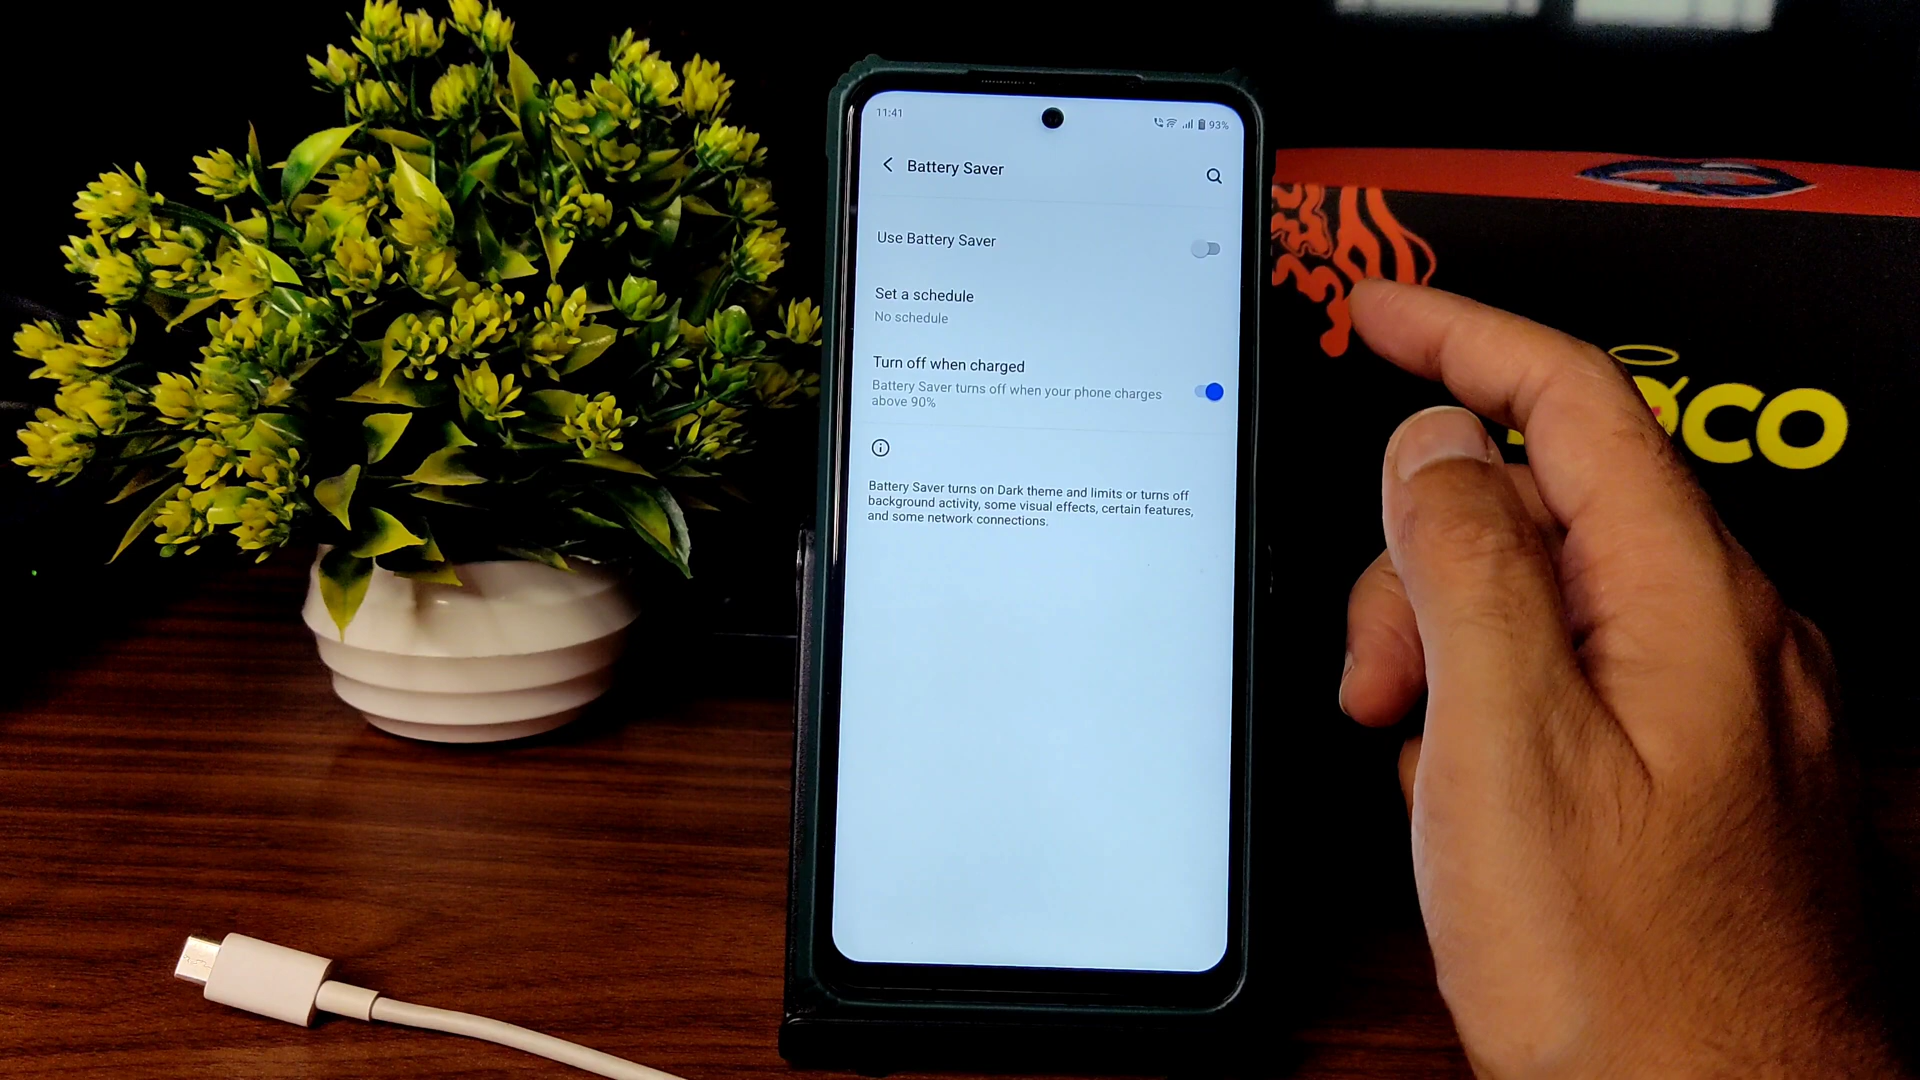 11:41
93%
Battery Saver
Use Battery Saver
Set a schedule
No schedule
Turn off when charged
Battery Saver turns off when your phone charges
above 90%
Battery Saver turns on Dark theme and limits or turns off
background activity, some visual effects, certain features,
and some network connections.
OCO